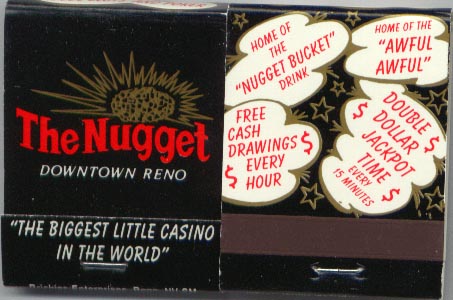 The Nugget
DOWNTOWN RENO
"THE BIGGEST LITTLE CASINO
IN THE WORLD"
HOME OF
THE
"NUGGET BUCKET"
DRINK
HOME OF THE
"AWFUL
AWFUL"
FREE
CASH
DRAWINGS
EVERY
HOUR
$ $
DOUBLE
DOLLAR
JACKPOT
TIME
EVERY
15 MINUTES
$ $